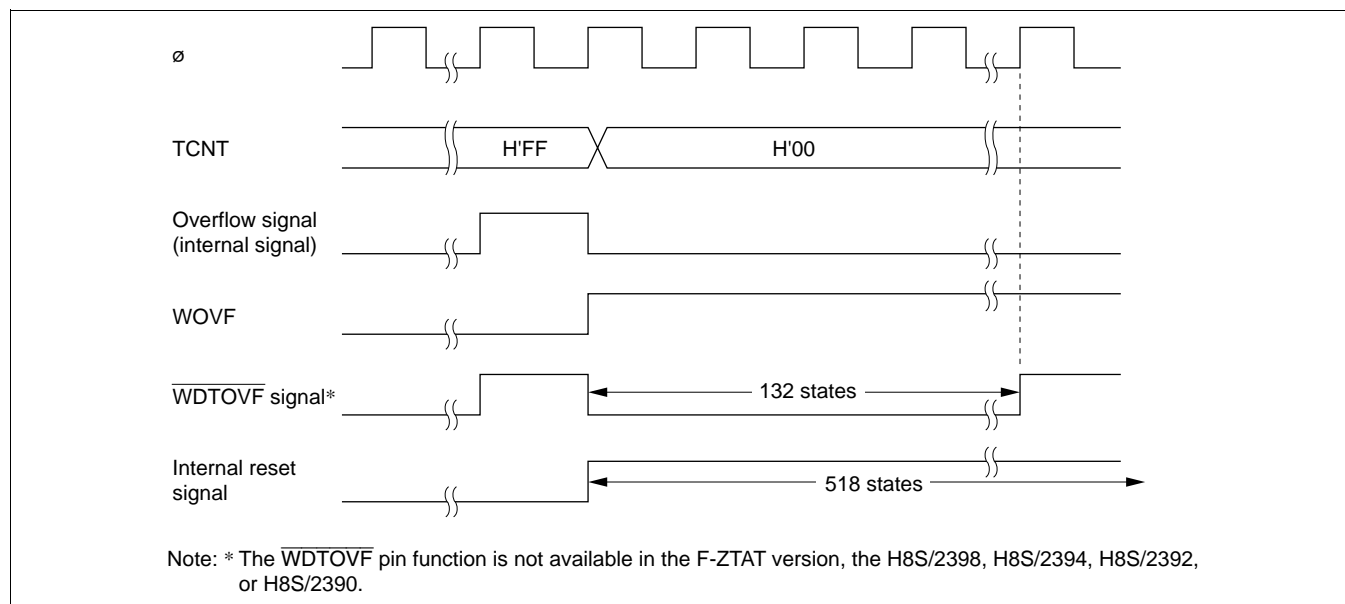 ø
TCNT
H'FF
H'00
Overflow signal
(internal signal)
WOVF
WDTOVF signal*
132 states
Internal reset
signal
518 states
Note: * The WDTOVF pin function is not available in the F-ZTAT version, the H8S/2398, H8S/2394, H8S/2392,
or H8S/2390.